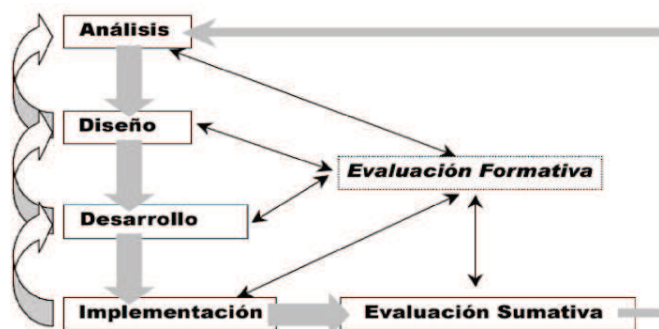 Análisis
Diseño
Evaluación Formativa
Desarrollo
Implementación
Evaluación Sumativa